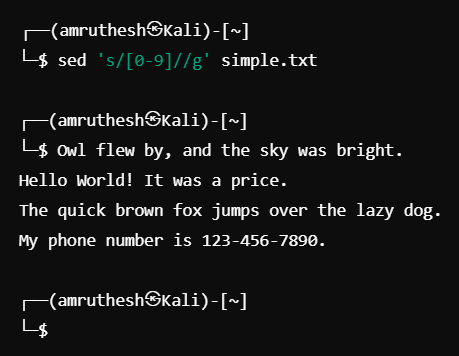 ┌──(amruthesh㉿Kali)-[~]
└─$ sed 's/[0-9]//g' simple.txt

┌──(amruthesh㉿Kali)-[~]
└─$ Owl flew by, and the sky was bright.
Hello World! It was a price.
The quick brown fox jumps over the lazy dog.
My phone number is 123-456-7890.

┌──(amruthesh㉿Kali)-[~]
└─$